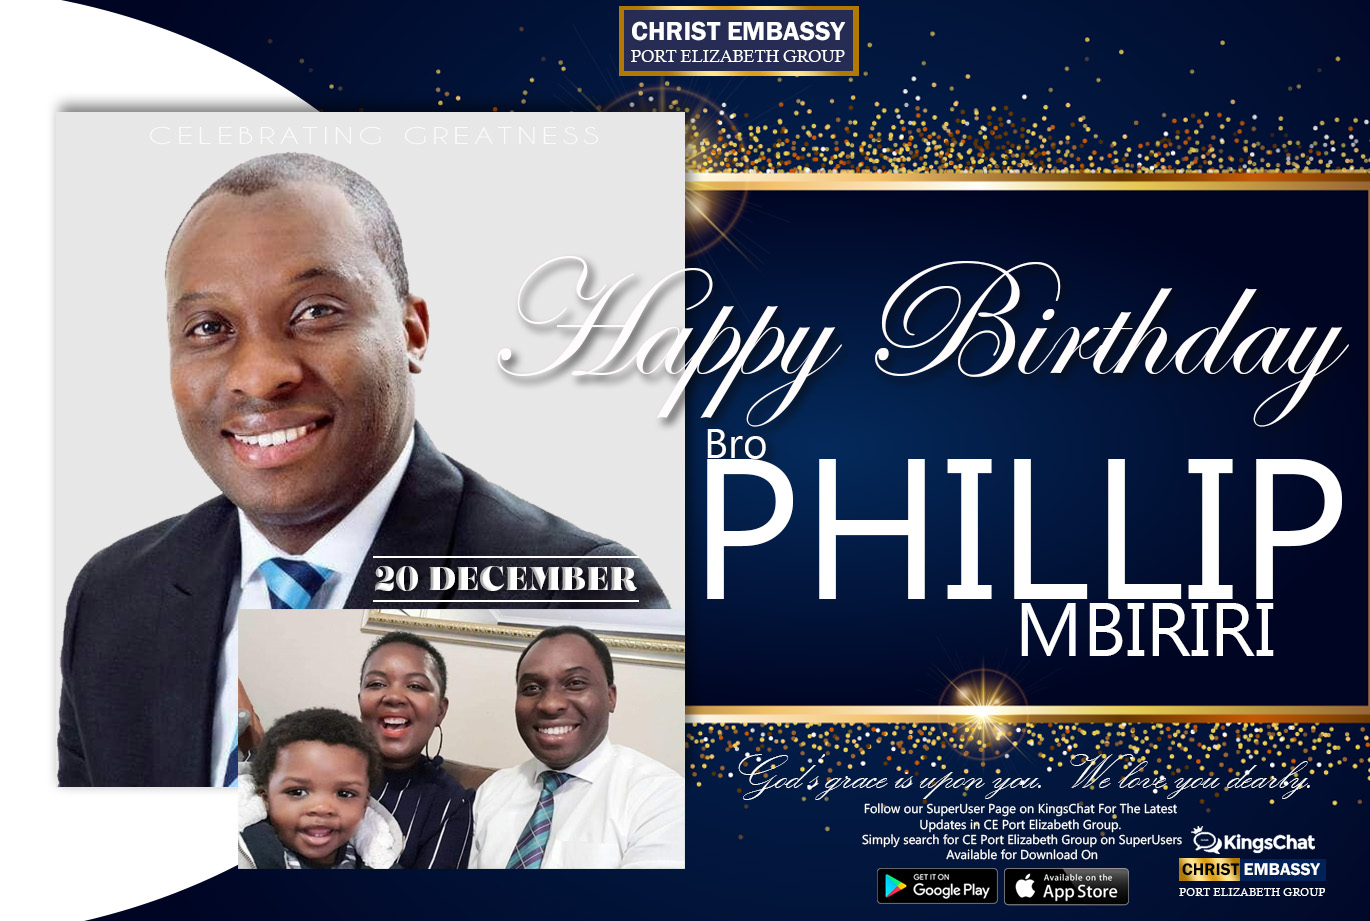 CHRIST EMBASSY
PORT ELIZABETH GROUP
CELEBRATING GREATNESS
Happy Birthday
Bro
PHILLIP
MBIRIRI
20 DECEMBER
God's grace is upon you. We love you dearly.
Follow our SuperUser Page on KingsChat For The Latest
Updates in CE Port Elizabeth Group.
Simply search for CE Port Elizabeth Group on SuperUsers
Available for Download On
KingsChat
GET IT ON
Google Play
Available on the
App Store
CHRIST EMBASSY
PORT ELIZABETH GROUP